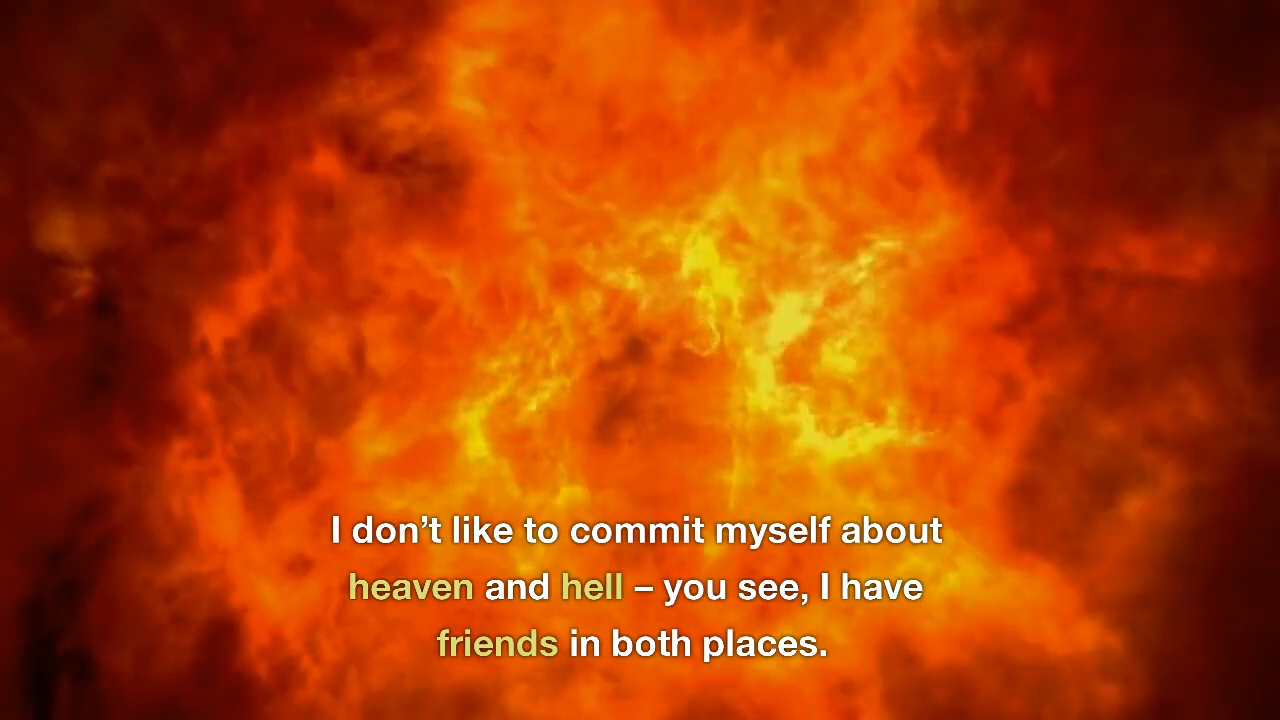 I don’t like to commit myself about
heaven and hell – you see, I have
friends in both places.